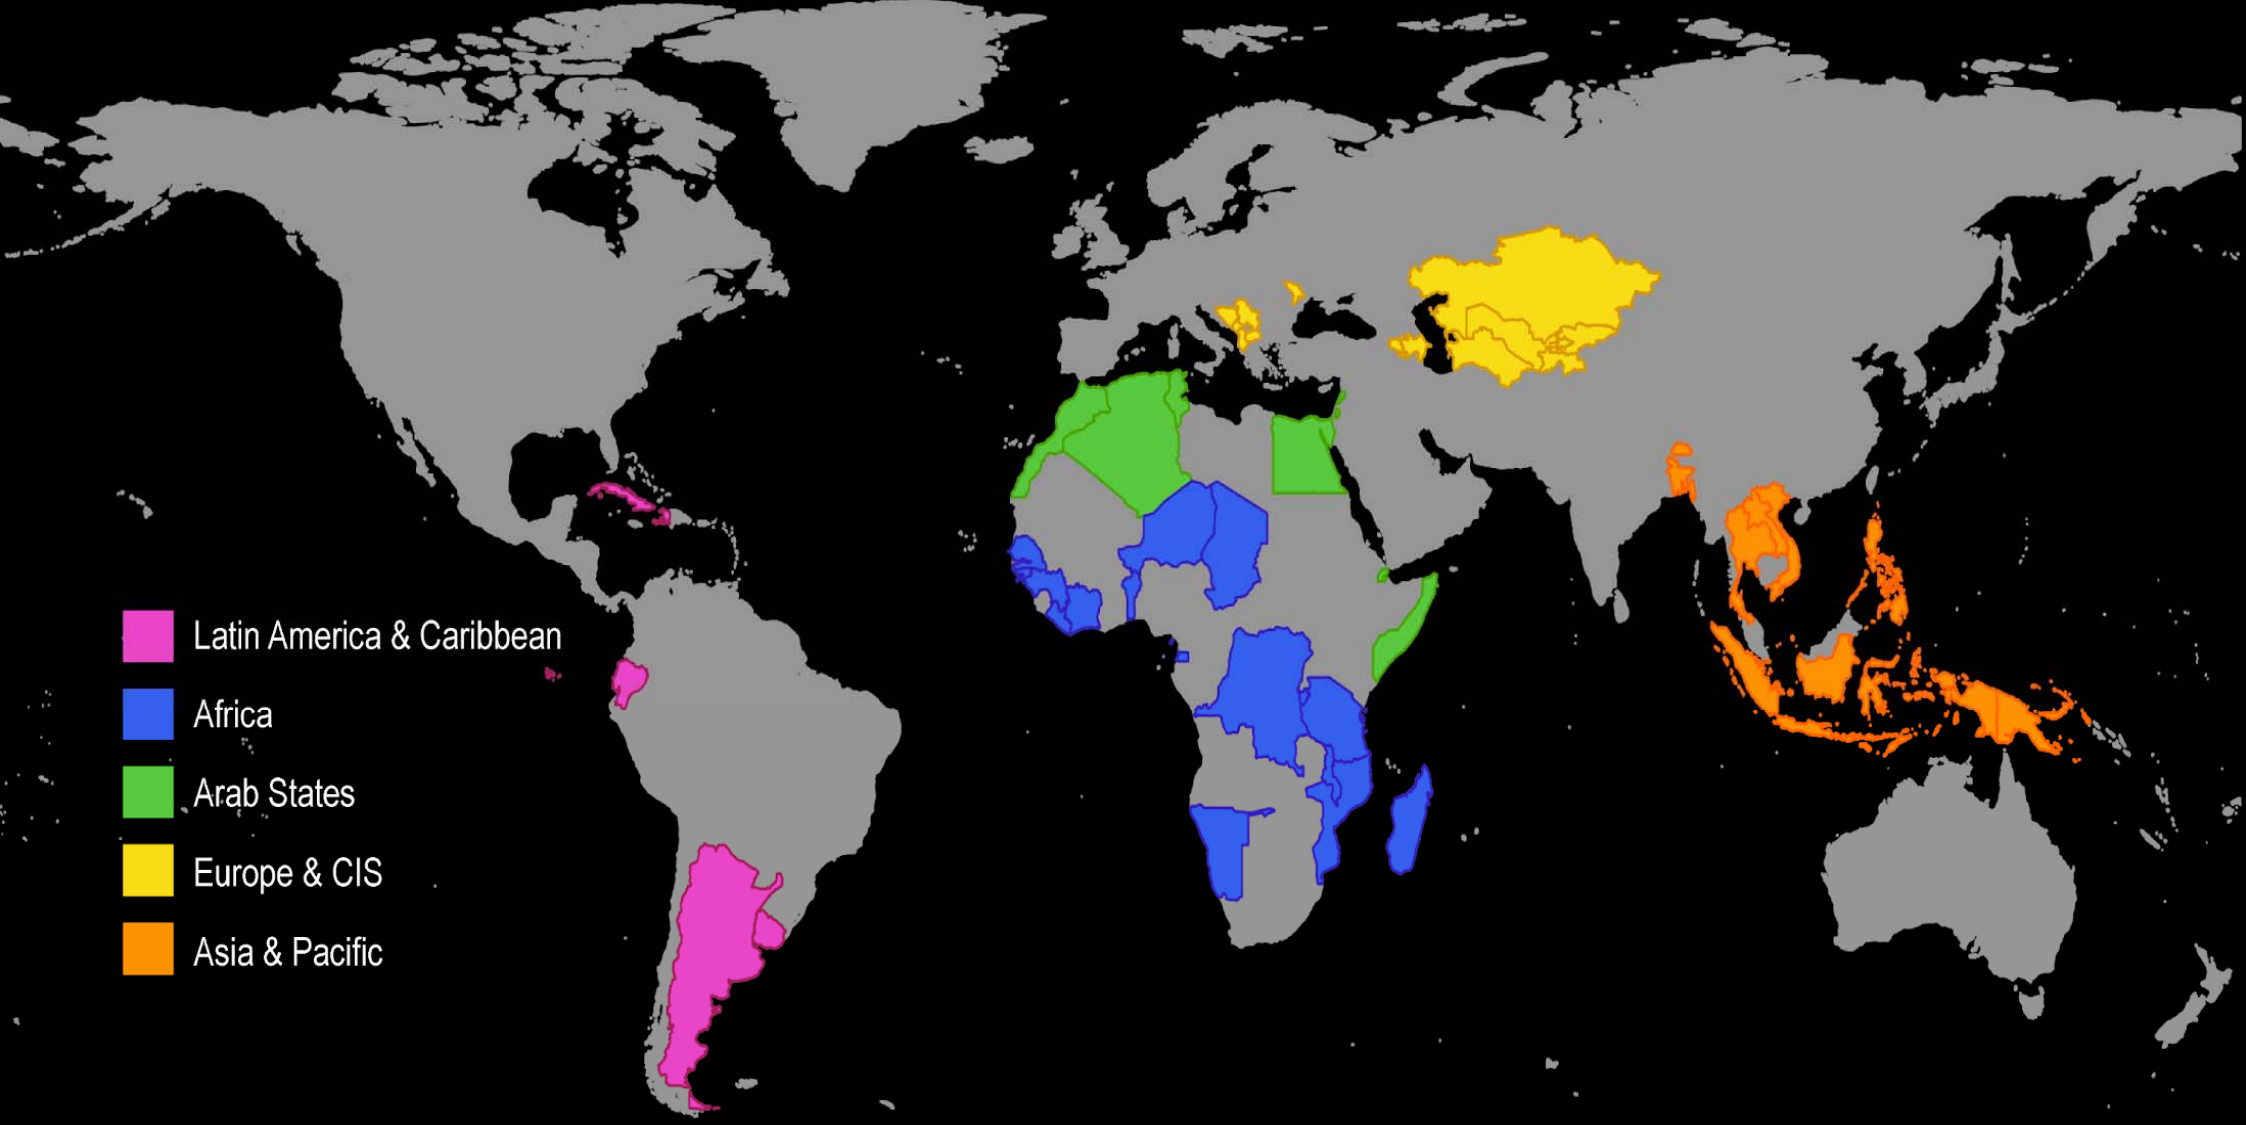 Latin America & Caribbean
Africa
Arab States
Europe & CIS
Asia & Pacific